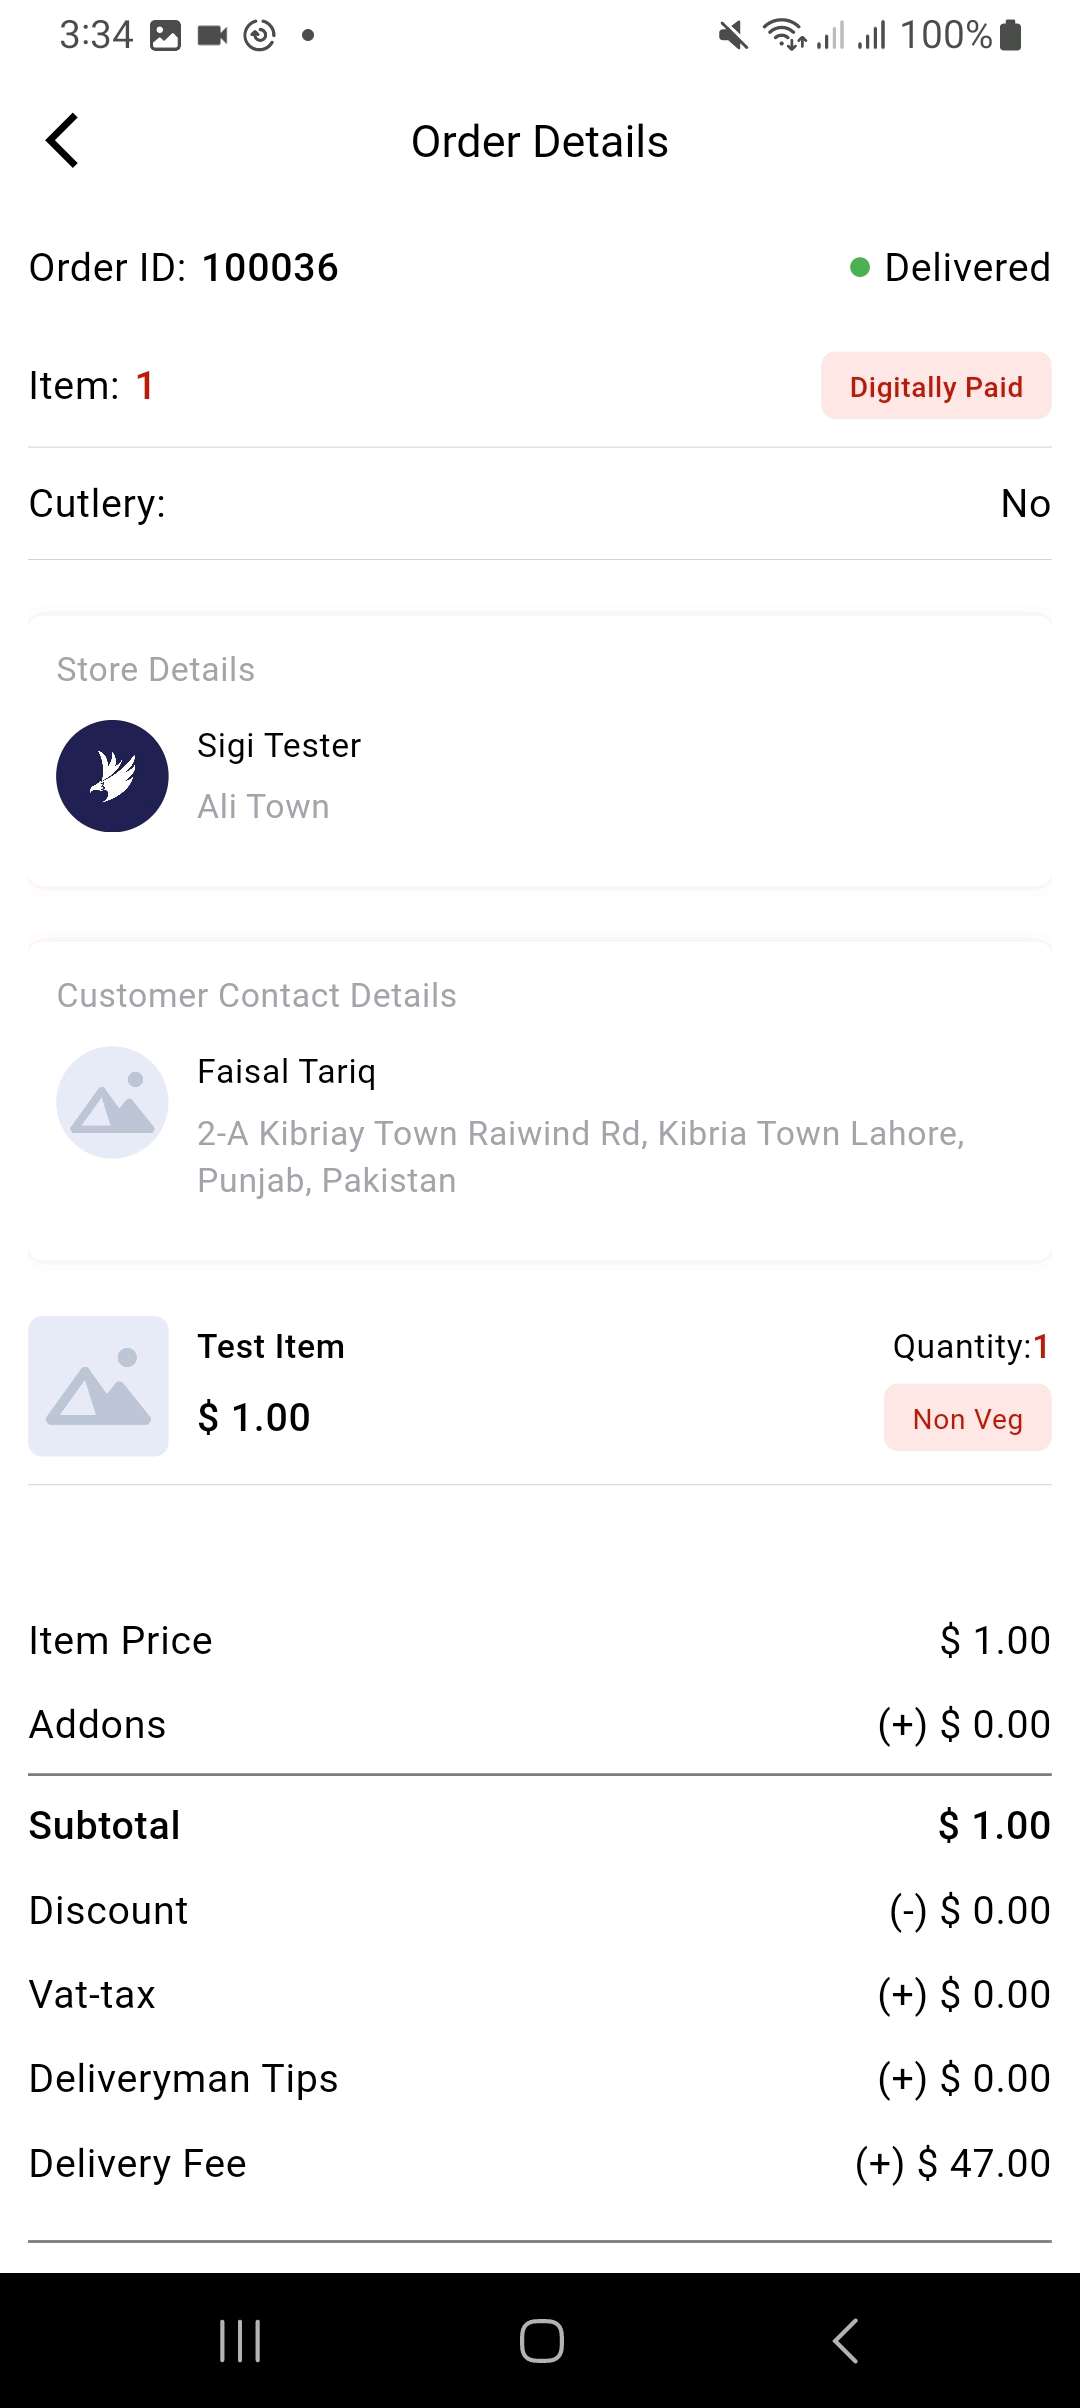 3:34 100%
Order Details
Order ID: 100036 Delivered
Item: 1 Digitally Paid
Cutlery: No
Store Details
Sigi Tester
Ali Town
Customer Contact Details
Faisal Tariq
2-A Kibriay Town Raiwind Rd, Kibria Town Lahore,
Punjab, Pakistan
Test Item Quantity:1
$ 1.00 Non Veg
Item Price $ 1.00
Addons (+) $ 0.00
Subtotal $ 1.00
Discount (-) $ 0.00
Vat-tax (+) $ 0.00
Deliveryman Tips (+) $ 0.00
Delivery Fee (+) $ 47.00